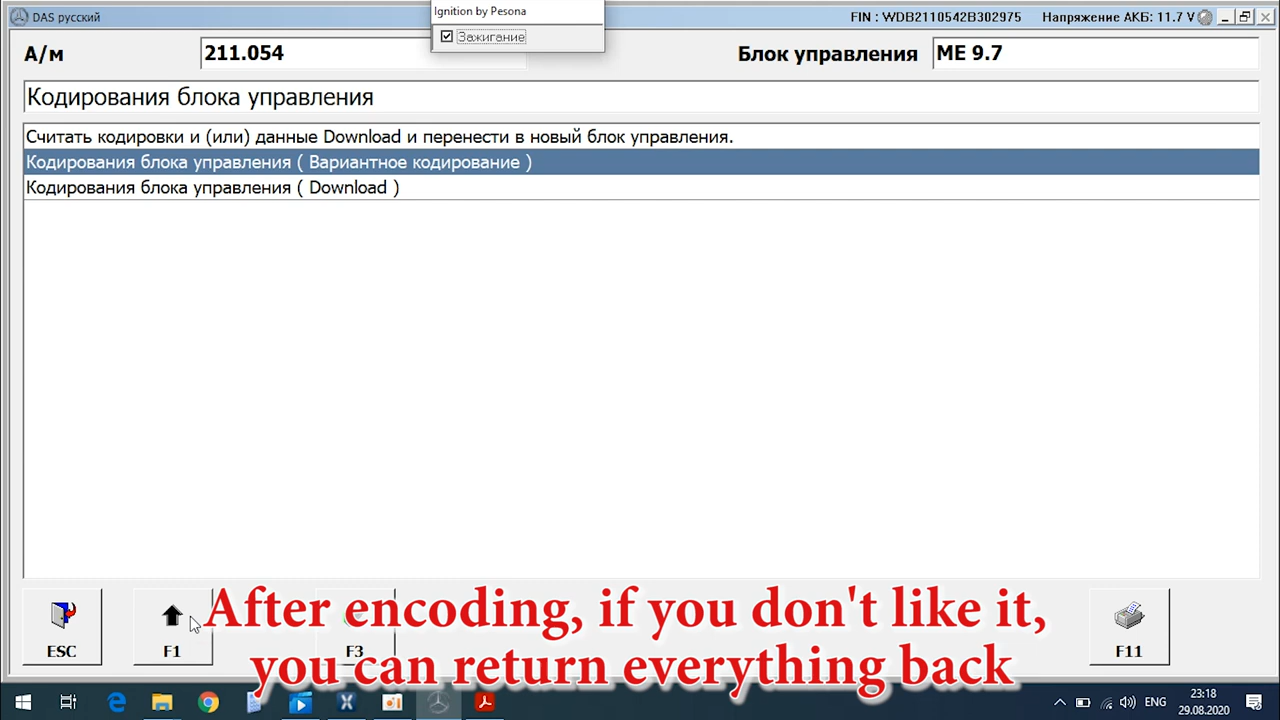 DAS русский
Ignition by Pesona
FIN : WDB2110542B302975
Напряжение АКБ: 11.7 V
Зажигание
А/м
211.054
Блок управления
ME 9.7
Кодирования блока управления
Считать кодировки и (или) данные Download и перенести в новый блок управления.
Кодирования блока управления ( Вариантное кодирование )
Кодирования блока управления ( Download )
After encoding, if you don't like it,
you can return everything back
ESC
F1
F3
F11
ENG
23:18
29.08.2020